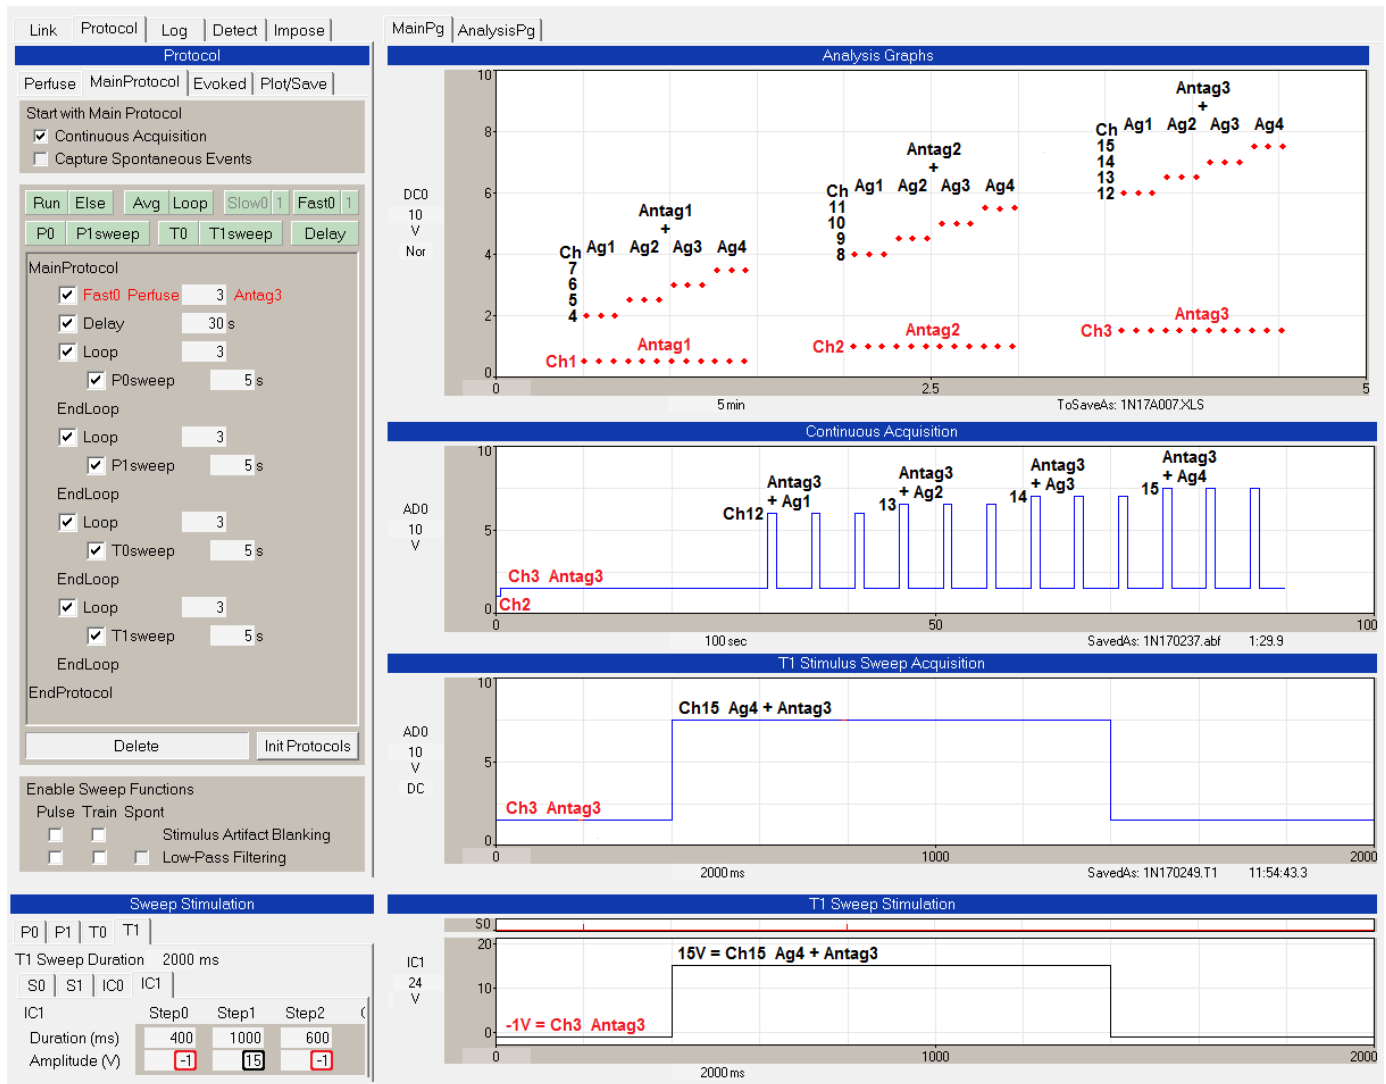 Link Protocol Log Detect Impose
Protocol
Perfuse MainProtocol Evoked Plot/Save
Start with Main Protocol
Continuous Acquisition
Capture Spontaneous Events
Run Else Avg Loop Slow0 1 Fast0 1
P0 P1sweep T0 T1sweep Delay
MainProtocol
Fast0 Perfuse 3 Antag3
Delay 30 s
Loop 3
P0sweep 5 s
EndLoop
Loop 3
P1sweep 5 s
EndLoop
Loop 3
T0sweep 5 s
EndLoop
Loop 3
T1sweep 5 s
EndLoop
EndProtocol
Delete Init Protocols
Enable Sweep Functions
Pulse Train Spont
Stimulus Artifact Blanking
Low-Pass Filtering
Sweep Stimulation
P0 P1 T0 T1
T1 Sweep Duration 2000 ms
S0 S1 IC0 IC1
IC1 Step0 Step1 Step2
Duration (ms) 400 1000 600
Amplitude (V) -1 15 -1
MainPg AnalysisPg
Analysis Graphs
DC0
10
V
Nor
10
8
6
4
2
0
Antag1
+
Ch Ag1 Ag2 Ag3 Ag4
7
6
5
4
Ch1 Antag1
Antag2
+
Ch Ag1 Ag2 Ag3 Ag4
11
10
9
8
Ch2 Antag2
Antag3
+
Ch Ag1 Ag2 Ag3 Ag4
15
14
13
12
Ch3 Antag3
0 2.5 5
5 min ToSaveAs: 1N17A007.XLS
Continuous Acquisition
AD0
10
V
10
5
0
Ch12 Antag3
+ Ag1
13 Antag3
+ Ag2
14 Antag3
+ Ag3
15 Antag3
+ Ag4
Ch3 Antag3
Ch2
0 50 100
100 sec SavedAs: 1N170237.abf 1:29.9
T1 Stimulus Sweep Acquisition
AD0
10
V
DC
10
5
0
Ch15 Ag4 + Antag3
Ch3 Antag3
0 1000 2000
2000 ms SavedAs: 1N170249.T1 11:54:43.3
T1 Sweep Stimulation
S0
IC1
24
V
20
10
0
15V = Ch15 Ag4 + Antag3
-1V = Ch3 Antag3
0 1000 2000
2000 ms